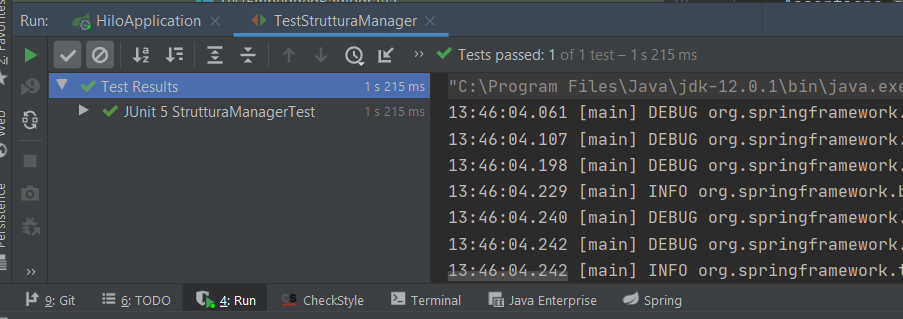 Run: HiloApplication × TestStrutturaManager ×
» Tests passed: 1 of 1 test – 1 s 215 ms
Test Results 1 s 215 ms
JUnit 5 StrutturaManagerTest 1 s 215 ms
"C:\Program Files\Java\jdk-12.0.1\bin\java.exe
13:46:04.061 [main] DEBUG org.springframework.
13:46:04.107 [main] DEBUG org.springframework.
13:46:04.198 [main] DEBUG org.springframework.
13:46:04.229 [main] INFO org.springframework.b
13:46:04.240 [main] DEBUG org.springframework.
13:46:04.242 [main] DEBUG org.springframework.
13:46:04.242 [main] INFO org.springframework.t
Favorites
Web
Persistence
»
9: Git 6: TODO 4: Run CheckStyle Terminal Java Enterprise Spring